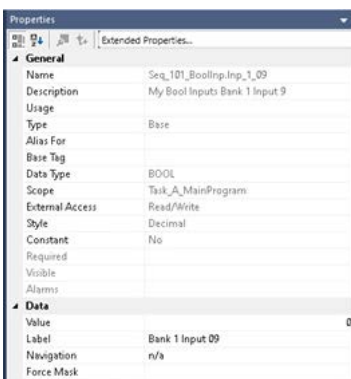 Properties
Extended Properties...
General
Name Seq_101_BoolInp.Inp_1_09
Description My Bool Inputs Bank 1 Input 9
Usage
Type Base
Alias For
Base Tag
Data Type BOOL
Scope Task_A_MainProgram
External Access Read/Write
Style Decimal
Constant No
Required
Visible
Alarms
Data
Value 0
Label Bank 1 Input 09
Navigation n/a
Force Mask